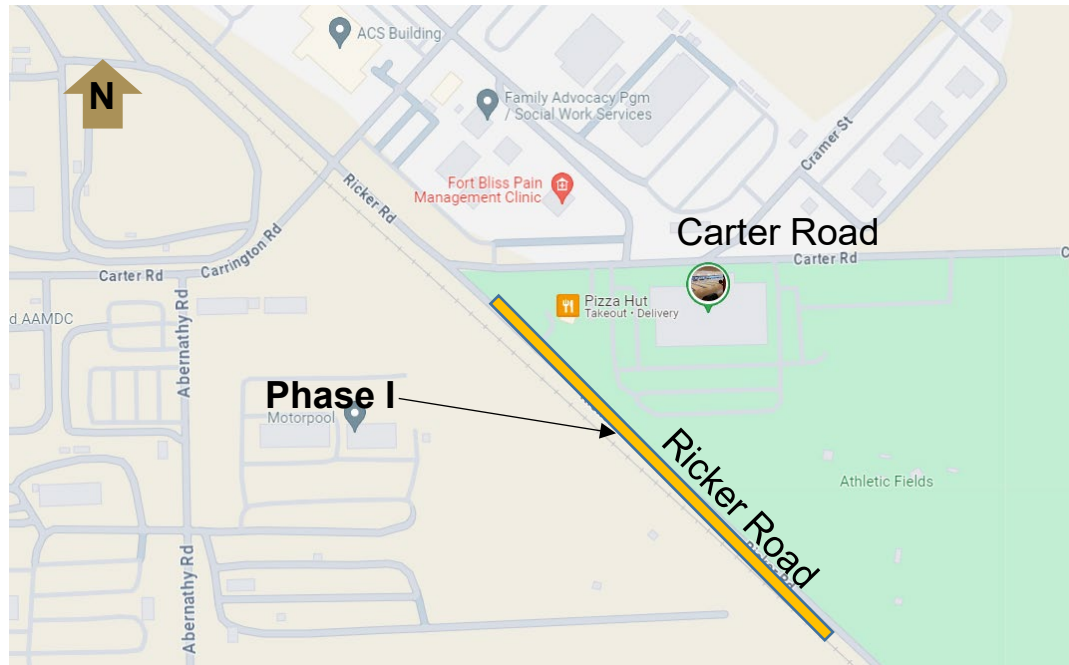 ACS Building
N
Family Advocacy Pgm
/ Social Work Services
Cramer St
Fort Bliss Pain
Management Clinic
Ricker Rd
Carter Road
Carrington Rd
Carter Rd
Carter Rd
C
d AAMDC
Abernathy Rd
Pizza Hut
Takeout • Delivery
Phase I
Motorpool
Ricker Road
Athletic Fields
Ricker Rd
Abernathy Rd